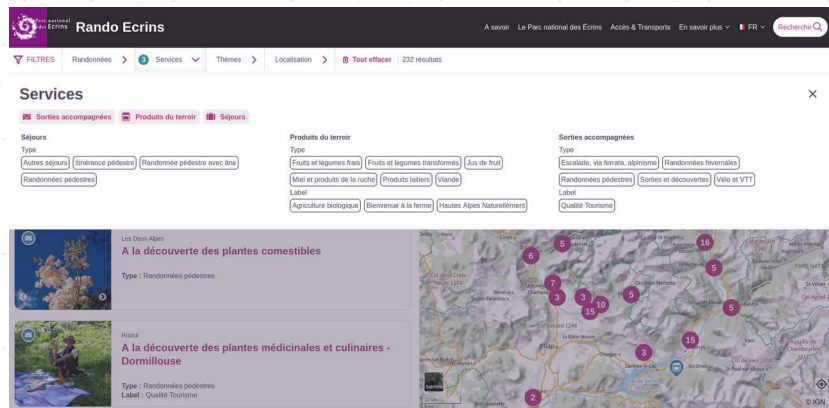 Parc national des Ecrins
Rando Ecrins
A savoir Le Parc national des Écrins Accès & Transports En savoir plus FR Recherche
FILTRES Randonnées 3 Services Thèmes Localisation Tout effacer 232 résultats
Services
Sorties accompagnées Produits du terroir Séjours
Séjours
Type
Autres séjours Itinérance pédestre Randonnée pédestre avec âne
Randonnées pédestres
Produits du terroir
Type
Fruits et légumes frais Fruits et legumes transformés Jus de fruit
Miel et produits de la ruche Produits laitiers Viande
Label
Agriculture biologique Bienvenue à la ferme Hautes Alpes Naturellement
Sorties accompagnées
Type
Escalade, via ferrata, alpinisme Randonnées hivernales
Randonnées pédestres Sorties et découvertes Vélo et VTT
Label
Qualité Tourisme
Les Deux Alpes
A la découverte des plantes comestibles
Type : Randonnées pédestres
Risoul
A la découverte des plantes médicinales et culinaires -
Dormillouse
Type : Randonnées pédestres
Label : Qualité Tourisme
5
16
6
5
7
3
3
5
10
15
5
15
3
2
Gap
10 km
© IGN